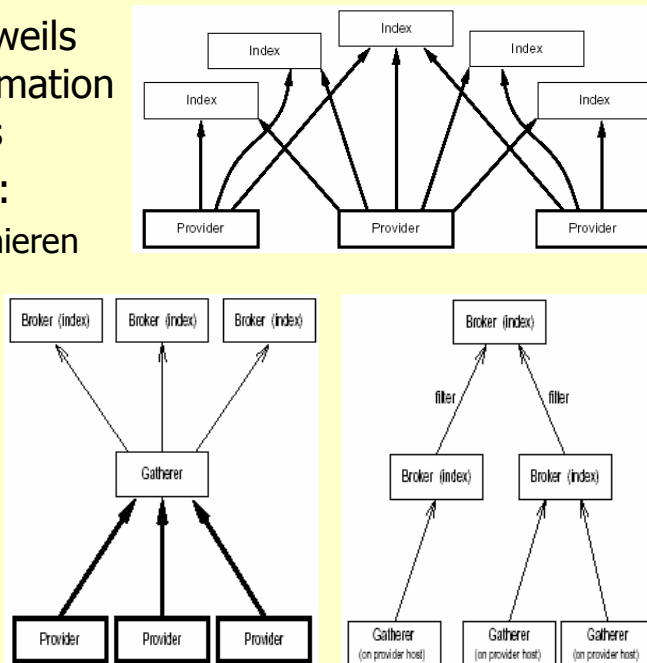 weils
mation
s
:
nieren
Index
Index
Index
Index
Index
Provider
Provider
Provider
Broker (index)
Broker (index)
Broker (index)
Gatherer
Provider
Provider
Provider
Broker (index)
filter
filter
Broker (index)
Broker (index)
Gatherer
(on provider host)
Gatherer
(on provider host)
Gatherer
(on provider host)